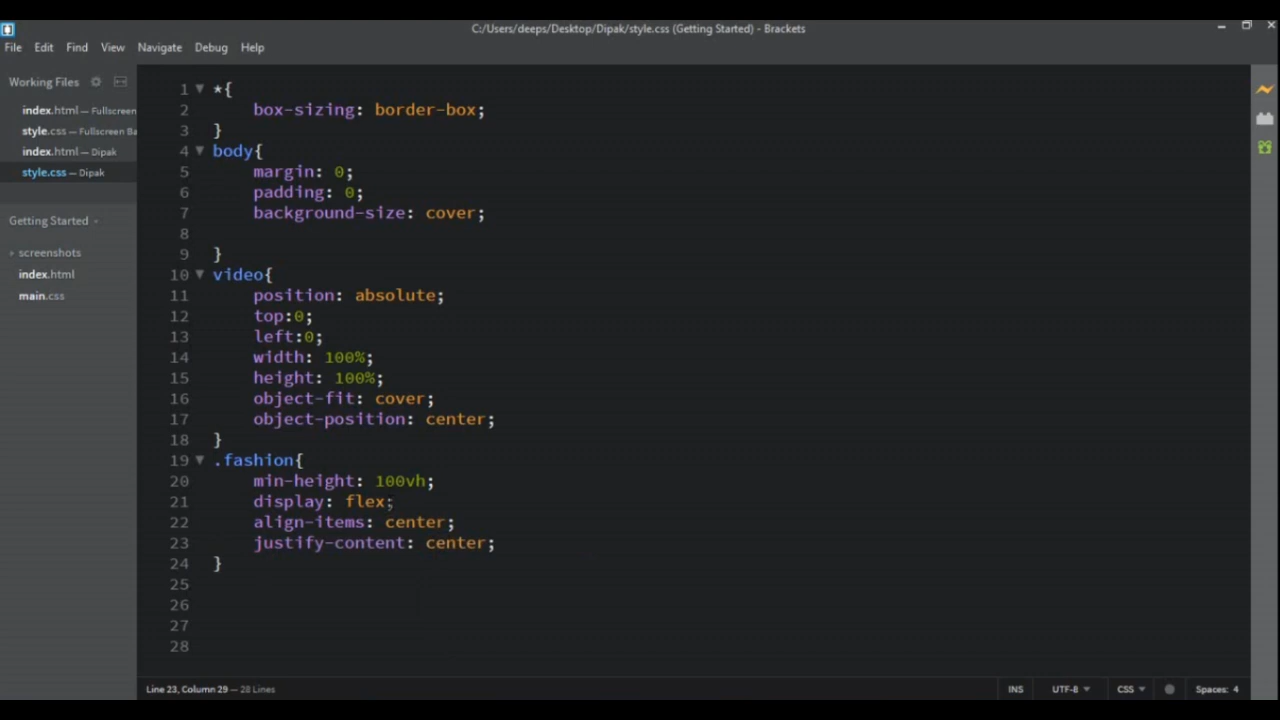 C:/Users/deeps/Desktop/Dipak/style.css (Getting Started) - Brackets
File Edit Find View Navigate Debug Help
Working Files
index.html — Fullscreen
style.css — Fullscreen Ba
index.html — Dipak
style.css — Dipak
Getting Started
screenshots
index.html
main.css
1 *{
2 box-sizing: border-box;
3 }
4 body{
5 margin: 0;
6 padding: 0;
7 background-size: cover;
8
9 }
10 video{
11 position: absolute;
12 top:0;
13 left:0;
14 width: 100%;
15 height: 100%;
16 object-fit: cover;
17 object-position: center;
18 }
19 .fashion{
20 min-height: 100vh;
21 display: flex;
22 align-items: center;
23 justify-content: center;
24 }
25
26
27
28
Line 23, Column 29 — 28 Lines
INS UTF-8 CSS Spaces: 4